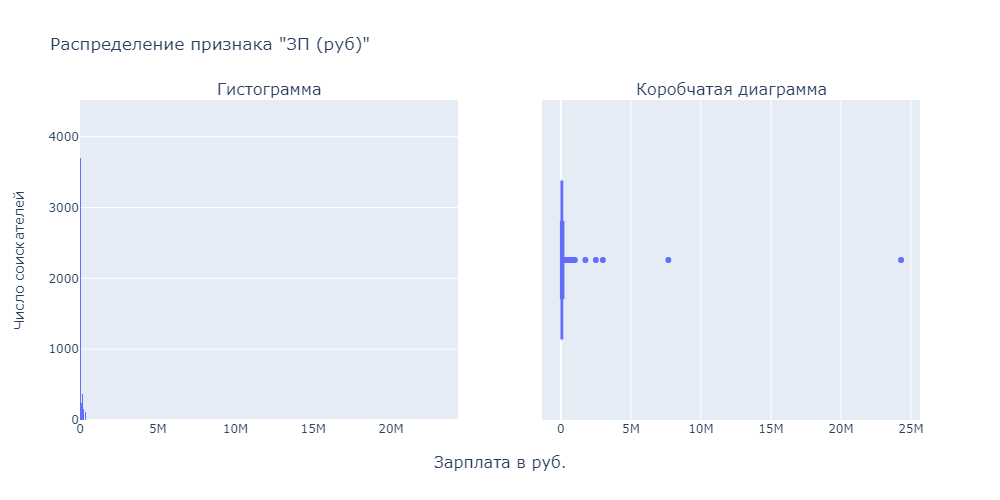 Распределение признака "ЗП (руб)"
Гистограмма
Коробчатая диаграмма
Число соискателей
4000
3000
2000
1000
0
0 5M 10M 15M 20M
0 5M 10M 15M 20M 25M
Зарплата в руб.